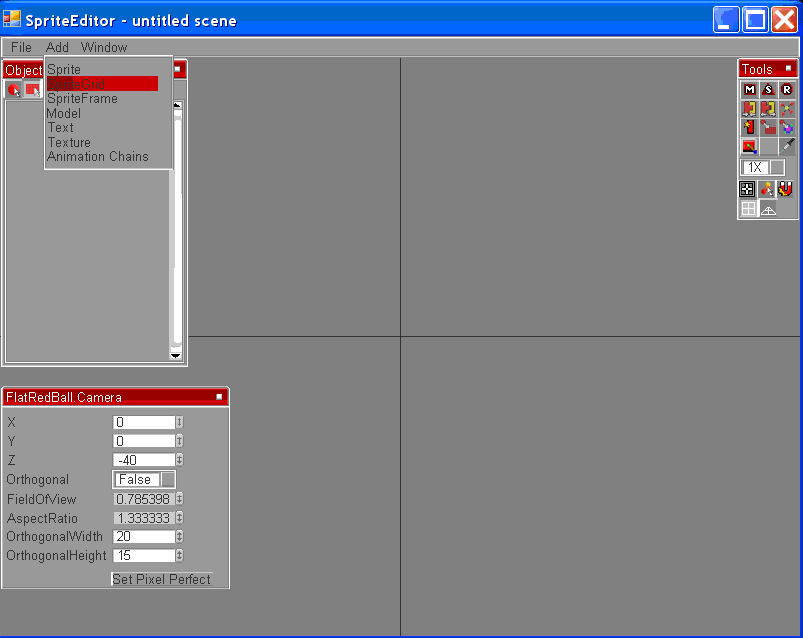 SpriteEditor - untitled scene
File Add Window
Object
Sprite
SpriteFrame
Model
Text
Texture
Animation Chains
Tools
M S R
1X
FlatRedBall.Camera
X 0
Y 0
Z -40
Orthogonal False
FieldOfView 0.785398
AspectRatio 1.333333
OrthogonalWidth 20
OrthogonalHeight 15
Set Pixel Perfect